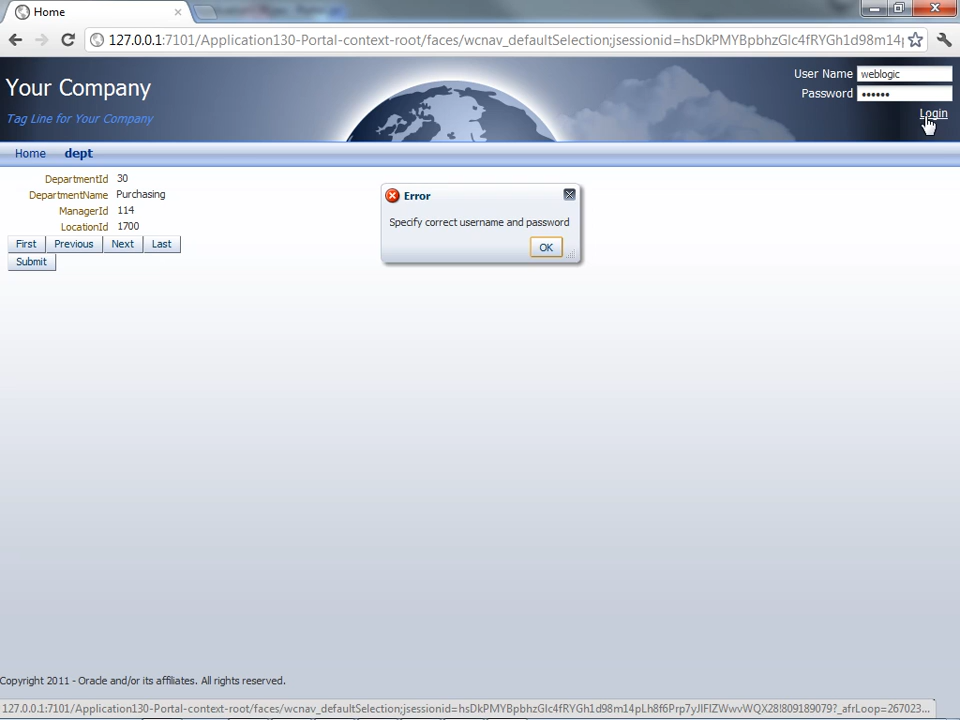 Home
127.0.0.1:7101/Application130-Portal-context-root/faces/wcnav_defaultSelection;jsessionid=hsDkPMYBpbhzGlc4fRYGh1d98m14p
Your Company
Tag Line for Your Company
User Name weblogic
Password ••••••
Login
Home dept
DepartmentId 30
DepartmentName Purchasing
ManagerId 114
LocationId 1700
First Previous Next Last
Submit
Error
Specify correct username and password
OK
Copyright 2011 - Oracle and/or its affiliates. All rights reserved.
127.0.0.1:7101/Application130-Portal-context-root/faces/wcnav_defaultSelection;jsessionid=hsDkPMYBpbhzGlc4fRYGh1d98m14pLh8f6Prp7yJlFlZWwvWQX28!809189079?_afrLoop=267023...